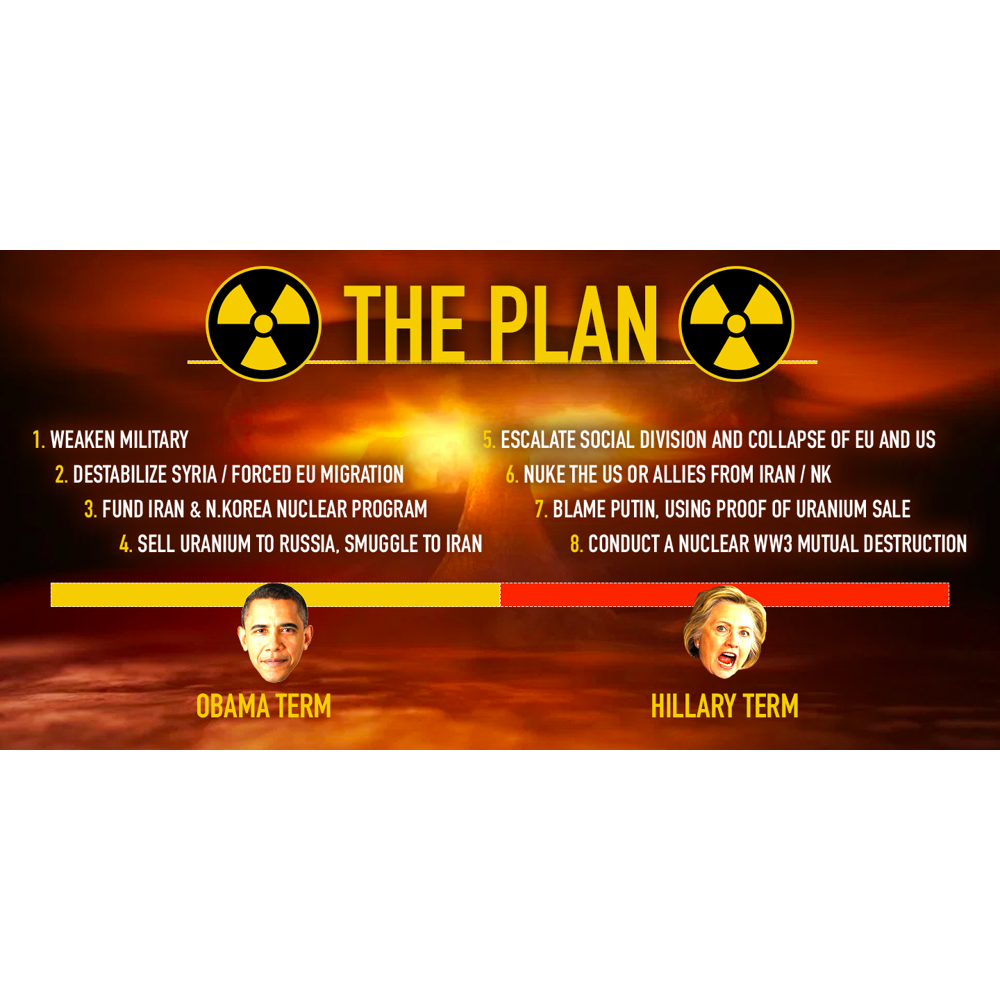 THE PLAN
1. WEAKEN MILITARY
2. DESTABILIZE SYRIA / FORCED EU MIGRATION
3. FUND IRAN & N.KOREA NUCLEAR PROGRAM
4. SELL URANIUM TO RUSSIA, SMUGGLE TO IRAN
5. ESCALATE SOCIAL DIVISION AND COLLAPSE OF EU AND US
6. NUKE THE US OR ALLIES FROM IRAN / NK
7. BLAME PUTIN, USING PROOF OF URANIUM SALE
8. CONDUCT A NUCLEAR WW3 MUTUAL DESTRUCTION
OBAMA TERM
HILLARY TERM